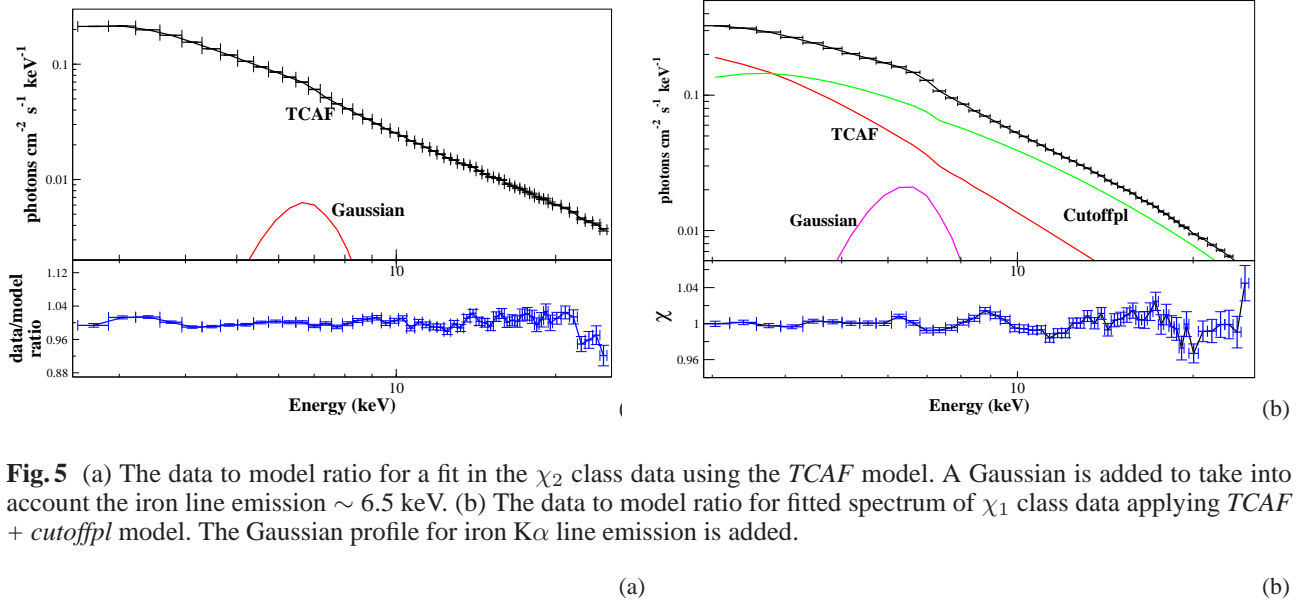 photons cm⁻² s⁻¹ keV⁻¹
0.1
0.01
TCAF
Gaussian
10
data/model
ratio
1.12
1.04
0.96
0.88
10
Energy (keV)
(
photons cm⁻² s⁻¹ keV⁻¹
0.1
0.01
TCAF
Gaussian
Cutoffpl
10
χ
1.04
1
0.96
10
Energy (keV)
(b)
Fig. 5 (a) The data to model ratio for a fit in the χ₂ class data using the TCAF model. A Gaussian is added to take into
account the iron line emission ∼ 6.5 keV. (b) The data to model ratio for fitted spectrum of χ₁ class data applying TCAF
+ cutoffpl model. The Gaussian profile for iron Kα line emission is added.
(a)
(b)